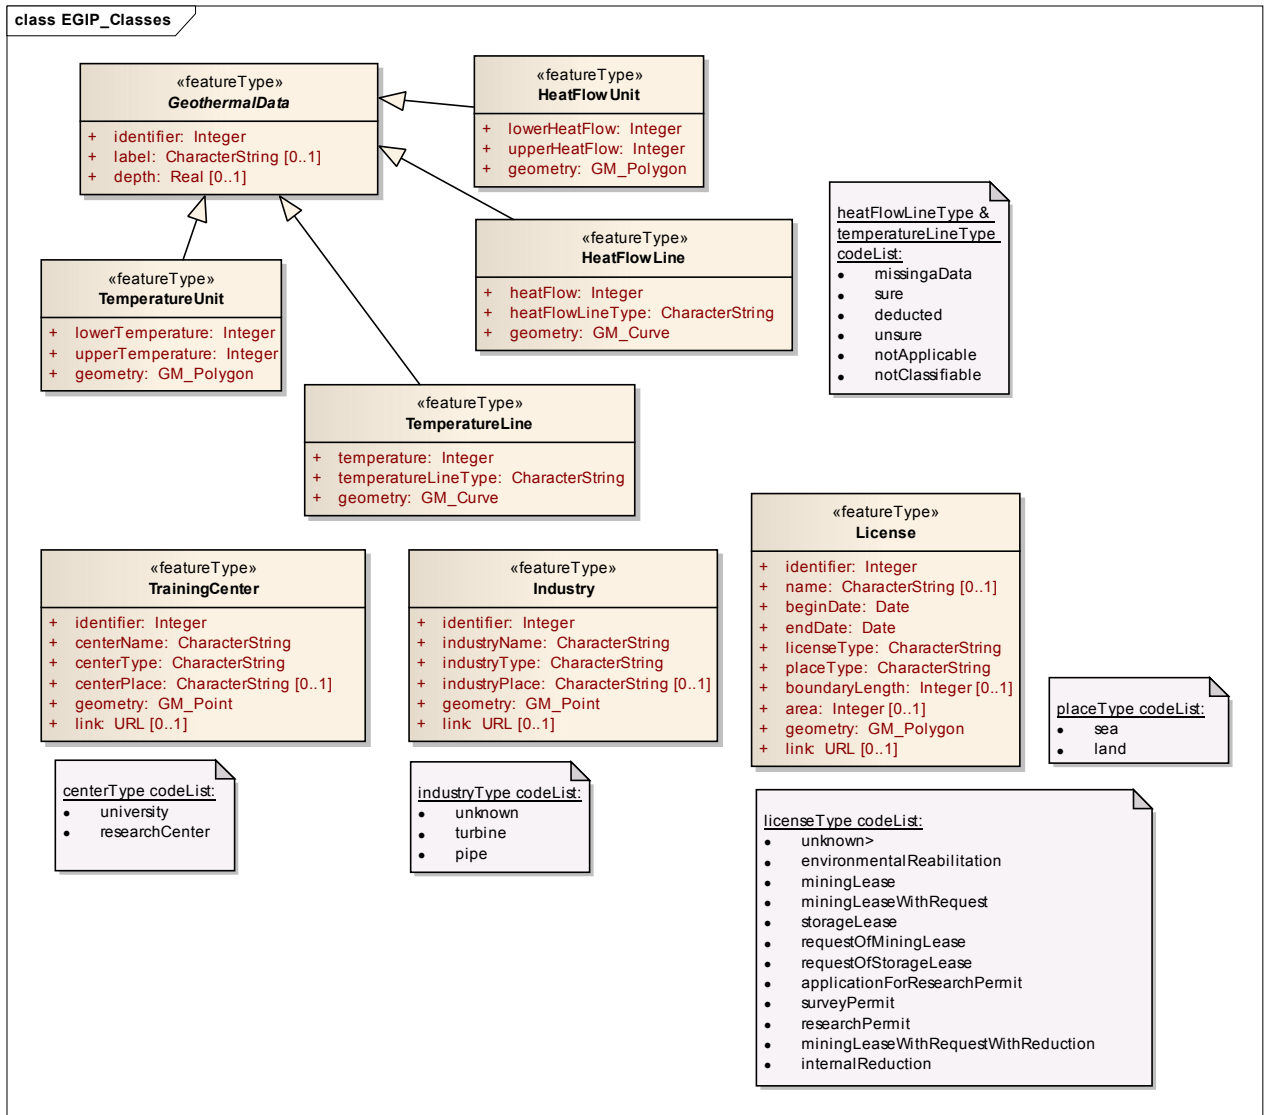 class EGIP_Classes
«featureType»
GeothermalData
+ identifier: Integer
+ label: CharacterString [0..1]
+ depth: Real [0..1]
«featureType»
HeatFlowUnit
+ lowerHeatFlow: Integer
+ upperHeatFlow: Integer
+ geometry: GM_Polygon
«featureType»
HeatFlowLine
+ heatFlow: Integer
+ heatFlowLineType: CharacterString
+ geometry: GM_Curve
heatFlowLineType &
temperatureLineType
codeList:
• missingaData
• sure
• deducted
• unsure
• notApplicable
• notClassifiable
«featureType»
TemperatureUnit
+ lowerTemperature: Integer
+ upperTemperature: Integer
+ geometry: GM_Polygon
«featureType»
TemperatureLine
+ temperature: Integer
+ temperatureLineType: CharacterString
+ geometry: GM_Curve
«featureType»
TrainingCenter
+ identifier: Integer
+ centerName: CharacterString
+ centerType: CharacterString
+ centerPlace: CharacterString [0..1]
+ geometry: GM_Point
+ link: URL [0..1]
«featureType»
Industry
+ identifier: Integer
+ industryName: CharacterString
+ industryType: CharacterString
+ industryPlace: CharacterString [0..1]
+ geometry: GM_Point
+ link: URL [0..1]
«featureType»
License
+ identifier: Integer
+ name: CharacterString [0..1]
+ beginDate: Date
+ endDate: Date
+ licenseType: CharacterString
+ placeType: CharacterString
+ boundaryLength: Integer [0..1]
+ area: Integer [0..1]
+ geometry: GM_Polygon
+ link: URL [0..1]
placeType codeList:
• sea
• land
centerType codeList:
• university
• researchCenter
industryType codeList:
• unknown
• turbine
• pipe
licenseType codeList:
• unknown>
• environmentalReabilitation
• miningLease
• miningLeaseWithRequest
• storageLease
• requestOfMiningLease
• requestOfStorageLease
• applicationForResearchPermit
• surveyPermit
• researchPermit
• miningLeaseWithRequestWithReduction
• internalReduction